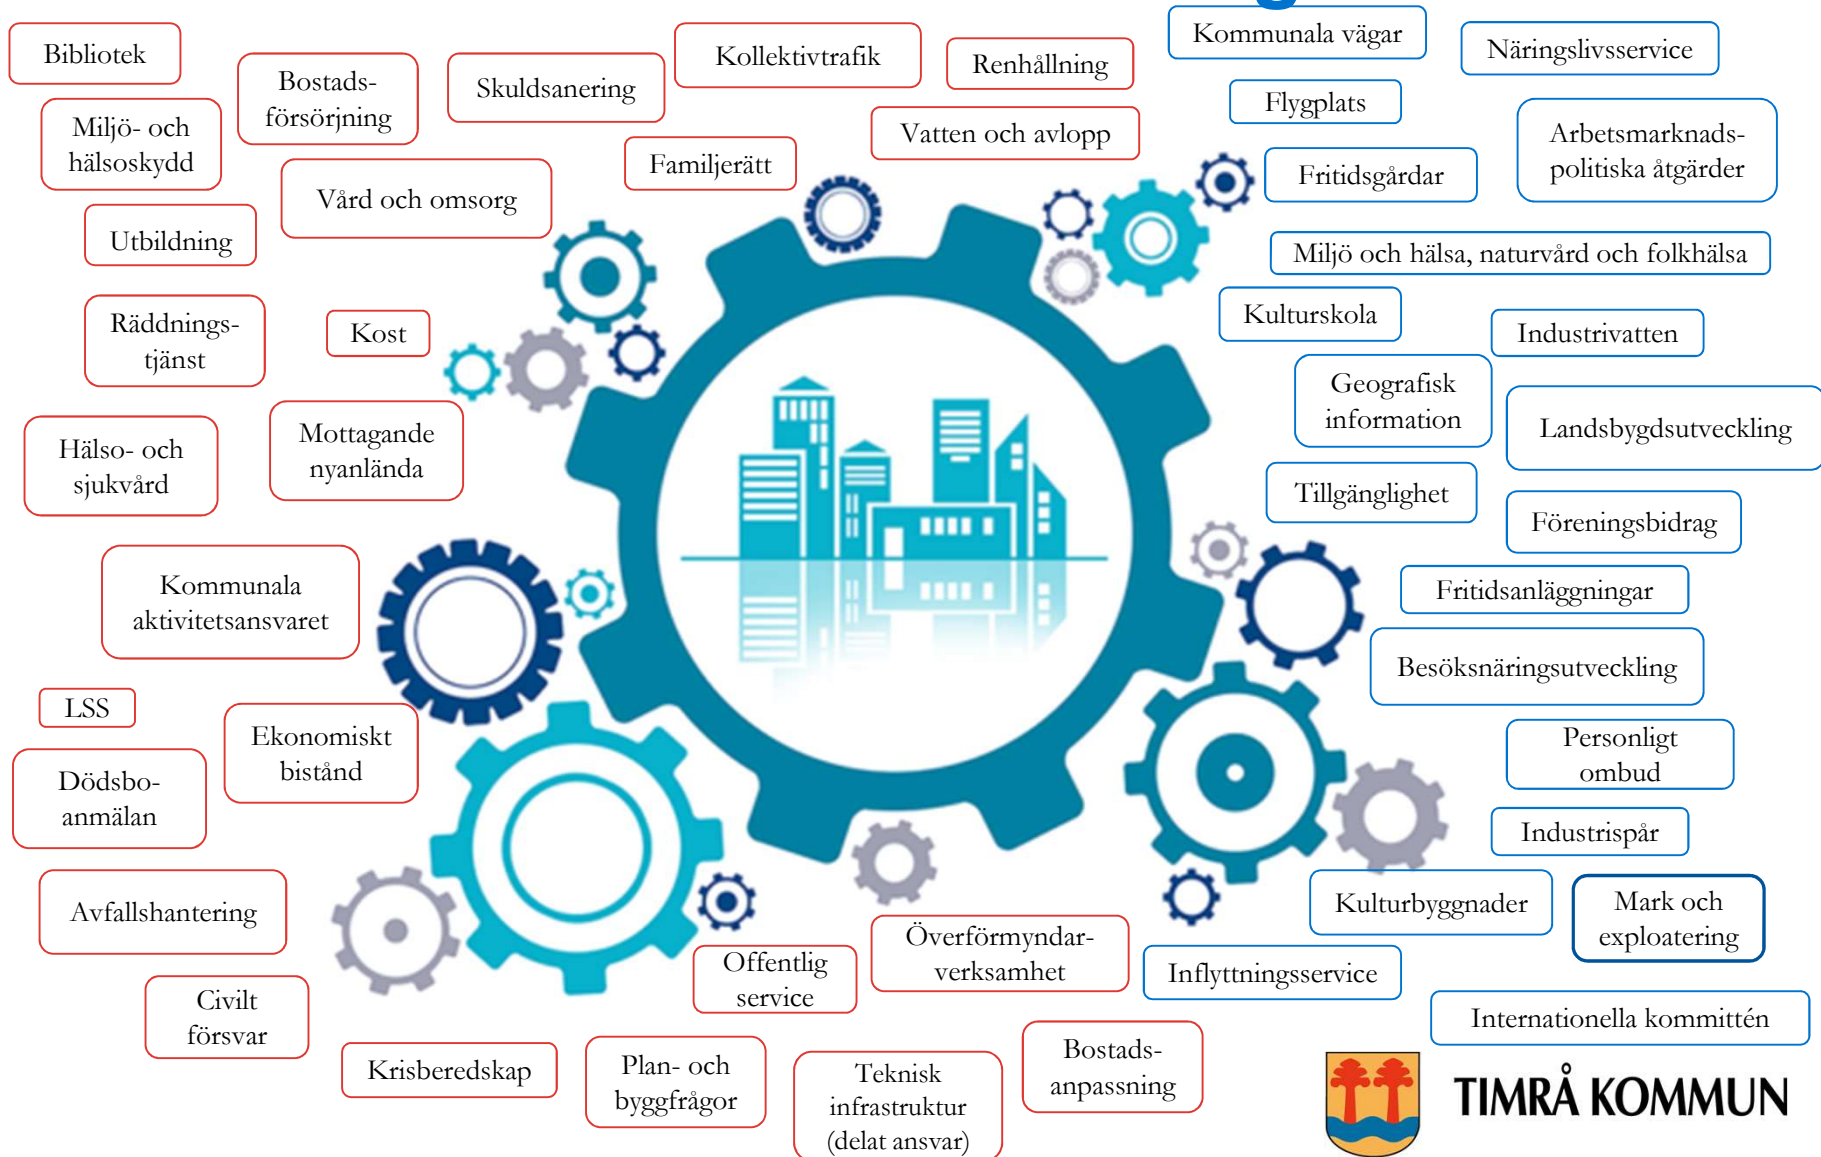 Bibliotek
Bostads-
försörjning
Skuldsanering
Kollektivtrafik
Renhållning
Kommunala vägar
Näringslivsservice
Miljö- och
hälsoskydd
Vård och omsorg
Familjerätt
Vatten och avlopp
Flygplats
Fritidsgårdar
Arbetsmarknads-
politiska åtgärder
Utbildning
Miljö och hälsa, naturvård och folkhälsa
Räddnings-
tjänst
Kost
Kulturskola
Industrivatten
Geografisk
information
Landsbygdsutveckling
Hälso- och
sjukvård
Mottagande
nyanlända
Tillgänglighet
Föreningsbidrag
Kommunala
aktivitetsansvaret
Fritidsanläggningar
Besöksnäringsutveckling
LSS
Ekonomiskt
bistånd
Personligt
ombud
Dödsbo-
anmälan
Industrispår
Avfallshantering
Kulturbyggnader
Mark och
exploatering
Offentlig
service
Överförmyndar-
verksamhet
Inflyttningsservice
Civilt
försvar
Internationella kommittén
Krisberedskap
Plan- och
byggfrågor
Teknisk
infrastruktur
(delat ansvar)
Bostads-
anpassning
TIMRÅ KOMMUN